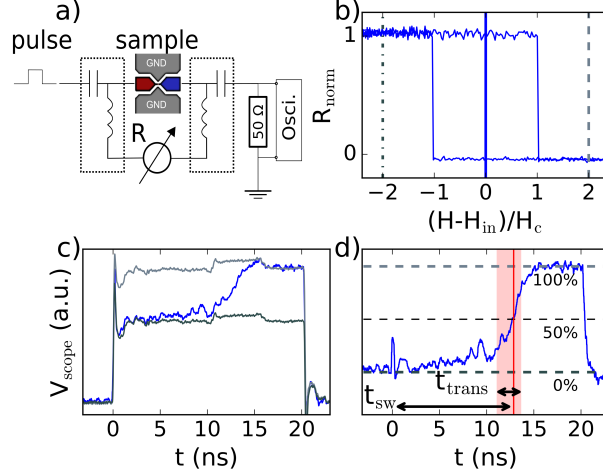 a)
pulse
sample
GND
GND
R
50 Ω
Osci.
b)
R_norm
1
0
−2 −1 0 1 2
(H-H_in)/H_c
c)
V_scope (a.u.)
0 5 10 15 20
t (ns)
d)
100%
50%
0%
t_trans
t_sw
0 5 10 15 20
t (ns)